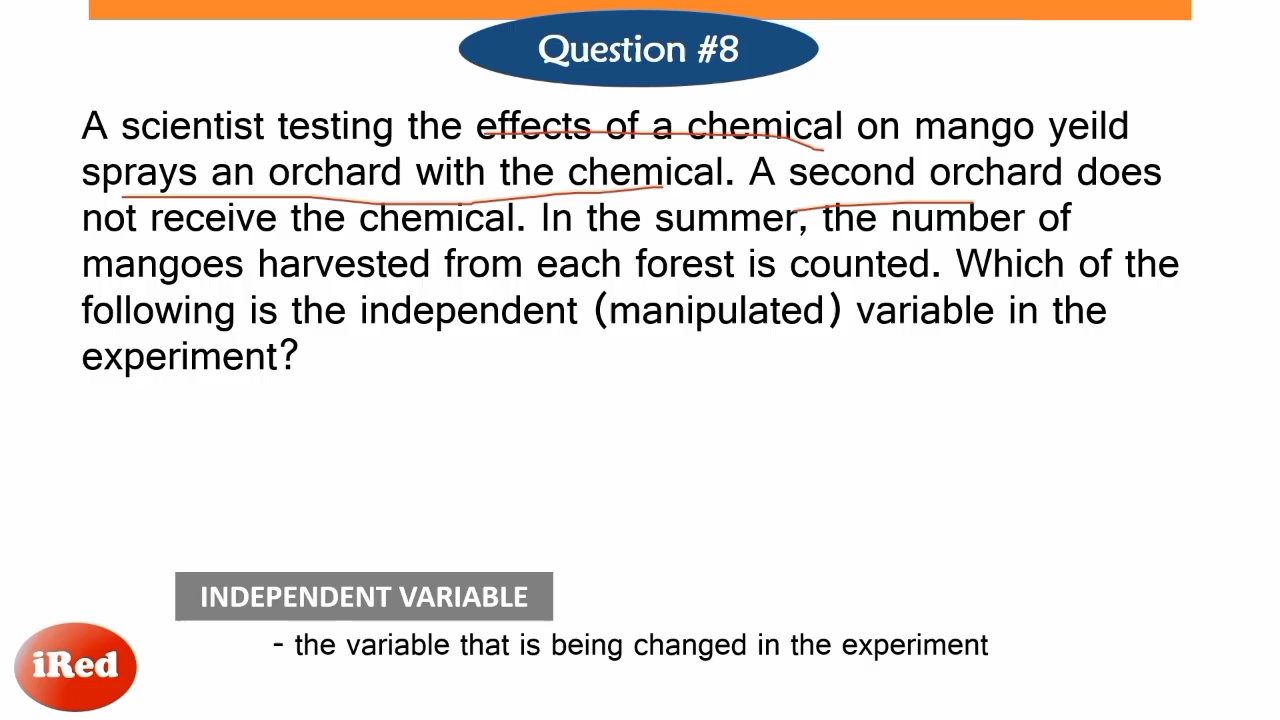 Question #8
A scientist testing the effects of a chemical on mango yeild
sprays an orchard with the chemical. A second orchard does
not receive the chemical. In the summer, the number of
mangoes harvested from each forest is counted. Which of the
following is the independent (manipulated) variable in the
experiment?
INDEPENDENT VARIABLE
- the variable that is being changed in the experiment
iRed